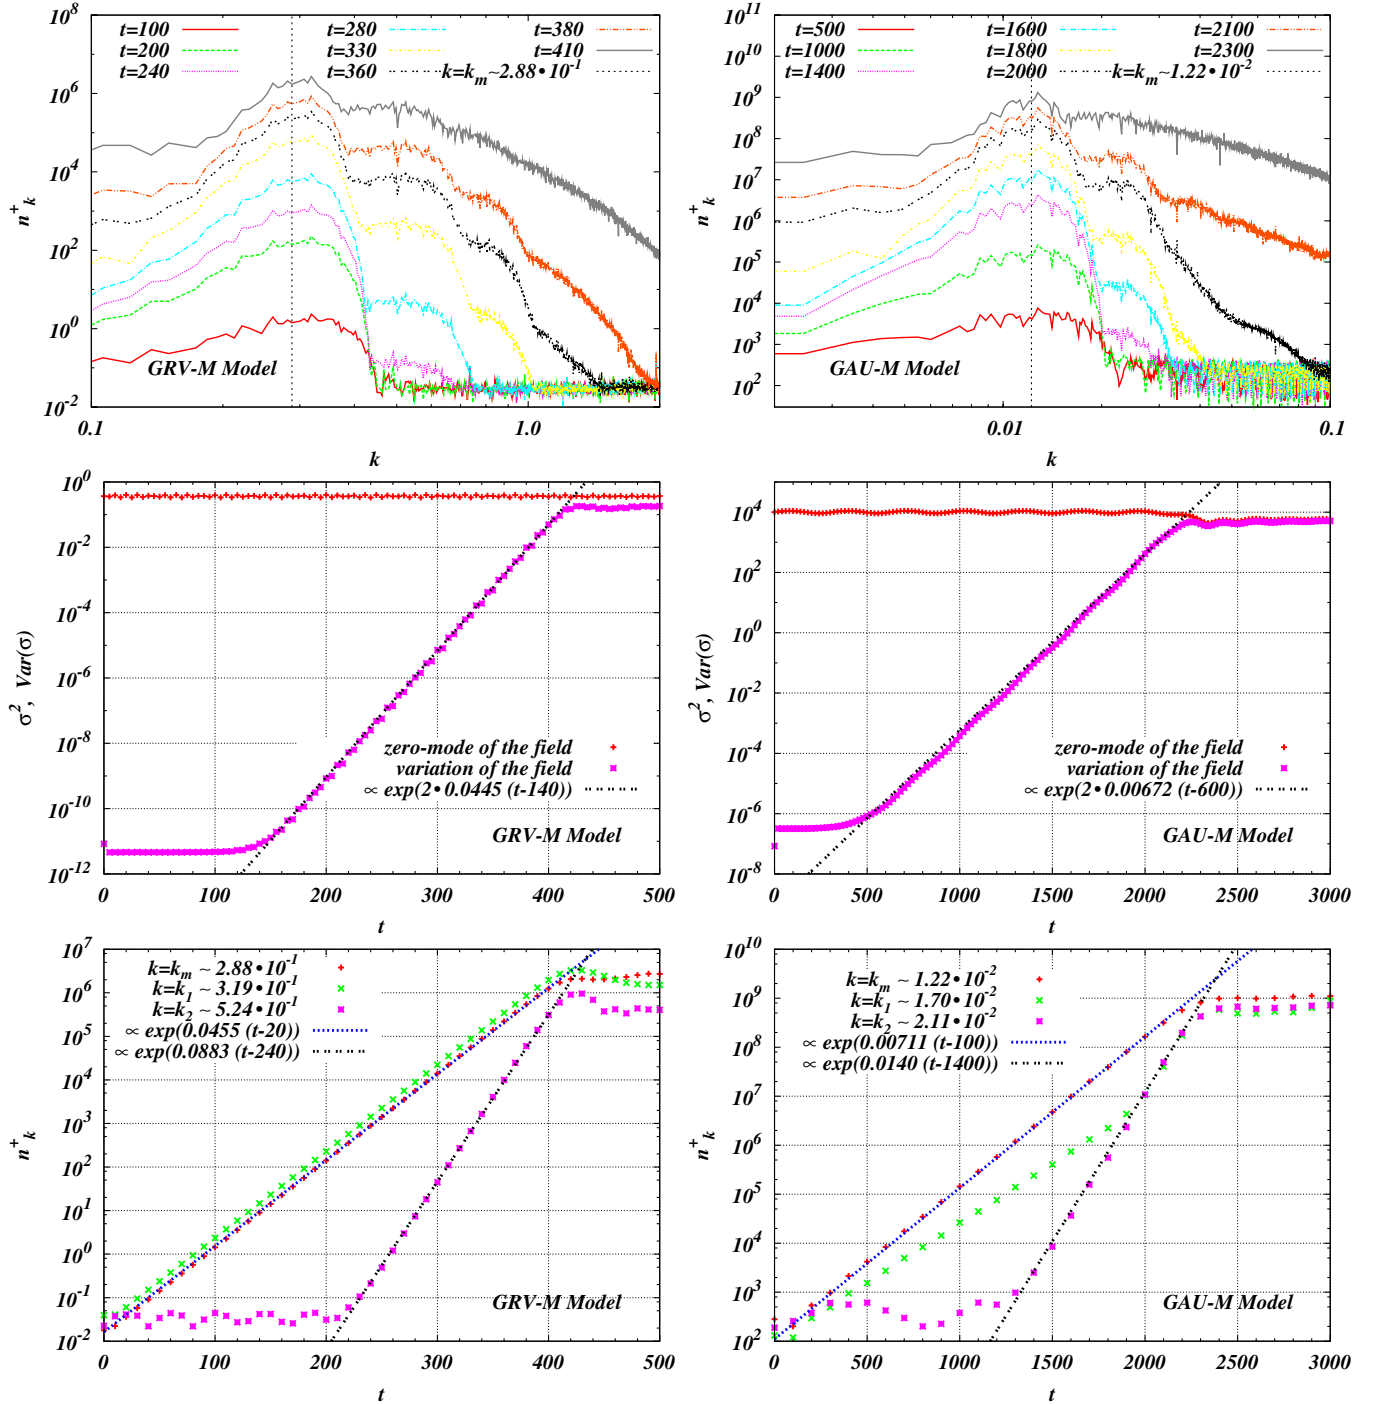 10^8
10^6
10^4
10^2
10^0
10^-2
n^+_k
t=100
t=200
t=240
t=280
t=330
t=360
t=380
t=410
k=k_m~2.88•10^-1
GRV-M Model
0.1
1.0
k
10^11
10^10
10^9
10^8
10^7
10^6
10^5
10^4
10^3
10^2
n^+_k
t=500
t=1000
t=1400
t=1600
t=1800
t=2000
t=2100
t=2300
k=k_m~1.22•10^-2
GAU-M Model
0.01
0.1
k
10^0
10^-2
10^-4
10^-6
10^-8
10^-10
10^-12
σ^2, Var(σ)
zero-mode of the field
variation of the field
∝ exp(2•0.0445 (t-140))
GRV-M Model
0
100
200
300
400
500
t
10^4
10^2
10^0
10^-2
10^-4
10^-6
10^-8
σ^2, Var(σ)
zero-mode of the field
variation of the field
∝ exp(2•0.00672 (t-600))
GAU-M Model
0
500
1000
1500
2000
2500
3000
t
10^7
10^6
10^5
10^4
10^3
10^2
10^1
10^0
10^-1
10^-2
n^+_k
k=k_m ~ 2.88•10^-1
k=k_1 ~ 3.19•10^-1
k=k_2 ~ 5.24•10^-1
∝ exp(0.0455 (t-20))
∝ exp(0.0883 (t-240))
GRV-M Model
0
100
200
300
400
500
t
10^10
10^9
10^8
10^7
10^6
10^5
10^4
10^3
10^2
n^+_k
k=k_m ~ 1.22•10^-2
k=k_1 ~ 1.70•10^-2
k=k_2 ~ 2.11•10^-2
∝ exp(0.00711 (t-100))
∝ exp(0.0140 (t-1400))
GAU-M Model
0
500
1000
1500
2000
2500
3000
t